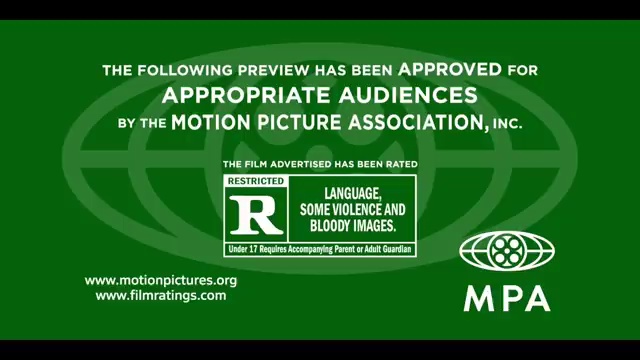 THE FOLLOWING PREVIEW HAS BEEN APPROVED FOR
APPROPRIATE AUDIENCES
BY THE MOTION PICTURE ASSOCIATION, INC.
THE FILM ADVERTISED HAS BEEN RATED
RESTRICTED
R
LANGUAGE,
SOME VIOLENCE AND
BLOODY IMAGES.
Under 17 Requires Accompanying Parent or Adult Guardian
www.motionpictures.org
www.filmratings.com
MPA